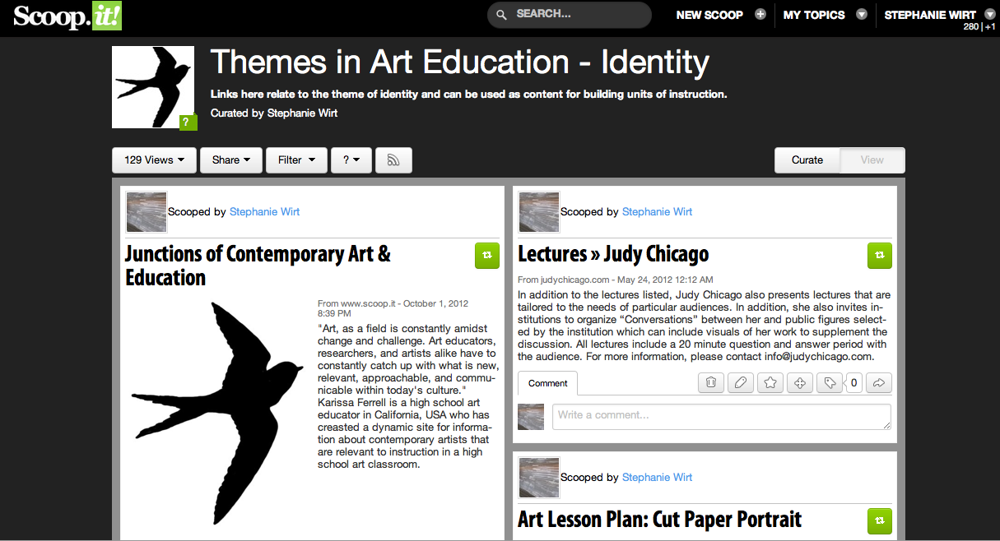 Scoop.it!
SEARCH...
NEW SCOOP
MY TOPICS
STEPHANIE WIRT
280 | +1
Themes in Art Education - Identity
Links here relate to the theme of identity and can be used as content for building units of instruction.
Curated by Stephanie Wirt
?
129 Views
Share
Filter
?
Curate
View
Scooped by Stephanie Wirt
Junctions of Contemporary Art &
Education
From www.scoop.it - October 1, 2012
8:39 PM
"Art, as a field is constantly amidst
change and challenge. Art educators,
researchers, and artists alike have to
constantly catch up with what is new,
relevant, approachable, and commu-
nicable within today's culture."
Karissa Ferrell is a high school art
educator in California, USA who has
creasted a dynamic site for informa-
tion about contemporary artists that
are relevant to instruction in a high
school art classroom.
Scooped by Stephanie Wirt
Lectures » Judy Chicago
From judychicago.com - May 24, 2012 12:12 AM
In addition to the lectures listed, Judy Chicago also presents lectures that are
tailored to the needs of particular audiences. In addition, she also invites in-
stitutions to organize “Conversations” between her and public figures select-
ed by the institution which can include visuals of her work to supplement the
discussion. All lectures include a 20 minute question and answer period with
the audience. For more information, please contact info@judychicago.com.
Comment
0
Write a comment...
Scooped by Stephanie Wirt
Art Lesson Plan: Cut Paper Portrait